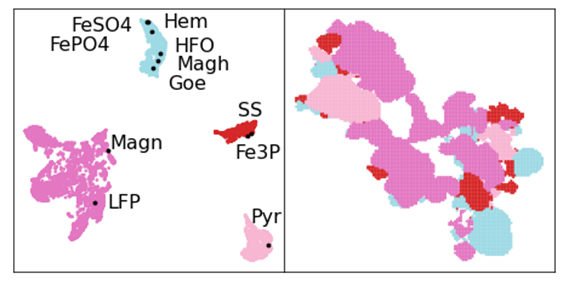 FeSO4 Hem
FePO4 HFO
Magh
Goe
SS
Fe3P
Magn
LFP
Pyr